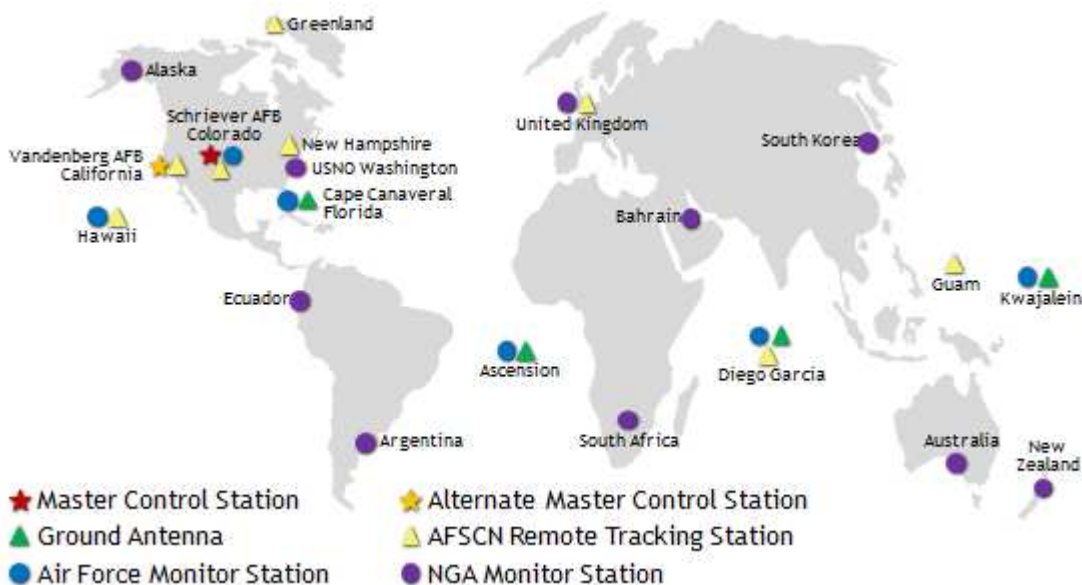 Greenland
Alaska
Schriever AFB
Colorado
New Hampshire
USNO Washington
Vandenberg AFB
California
Cape Canaveral
Florida
Hawaii
United Kingdom
South Korea
Bahrain
Ecuador
Guam
Kwajalein
Ascension
Diego Garcia
Argentina
South Africa
Australia
New
Zealand
Master Control Station
Alternate Master Control Station
Ground Antenna
AFSCN Remote Tracking Station
Air Force Monitor Station
NGA Monitor Station